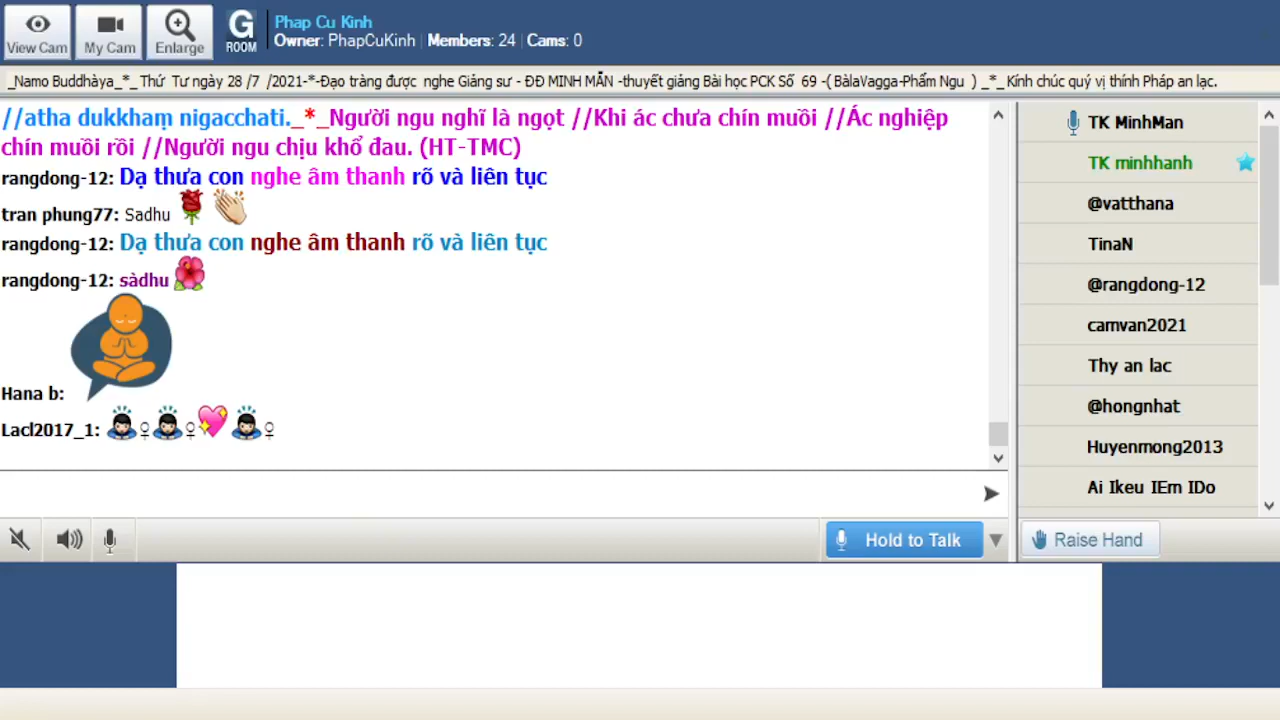 View Cam
My Cam
Enlarge
G
ROOM
Phap Cu Kinh
Owner: PhapCuKinh | Members: 24 | Cams: 0
_Namo Buddhàya_*_ Thứ Tư ngày 28 /7 /2021-*-Đạo tràng được nghe Giảng sư - ĐĐ MINH MẪN -thuyết giảng Bài học PCK Số 69 -( BàlaVagga-Phẩm Ngu ) _*_ Kính chúc quý vị thính Pháp an lạc.
//atha dukkhaṃ nigacchati._*_Người ngu nghĩ là ngọt //Khi ác chưa chín muồi //Ác nghiệp
chín muồi rồi //Người ngu chịu khổ đau. (HT-TMC)
rangdong-12: Dạ thưa con nghe âm thanh rõ và liên tục
tran phung77: Sadhu
rangdong-12: Dạ thưa con nghe âm thanh rõ và liên tục
rangdong-12: sàdhu
Hana b:
Lacl2017_1: ♀ ♀ ♀
TK MinhMan
TK minhhanh
@vatthana
TinaN
@rangdong-12
camvan2021
Thy an lac
@hongnhat
Huyenmong2013
Ai Ikeu IEm IDo
Hold to Talk
Raise Hand